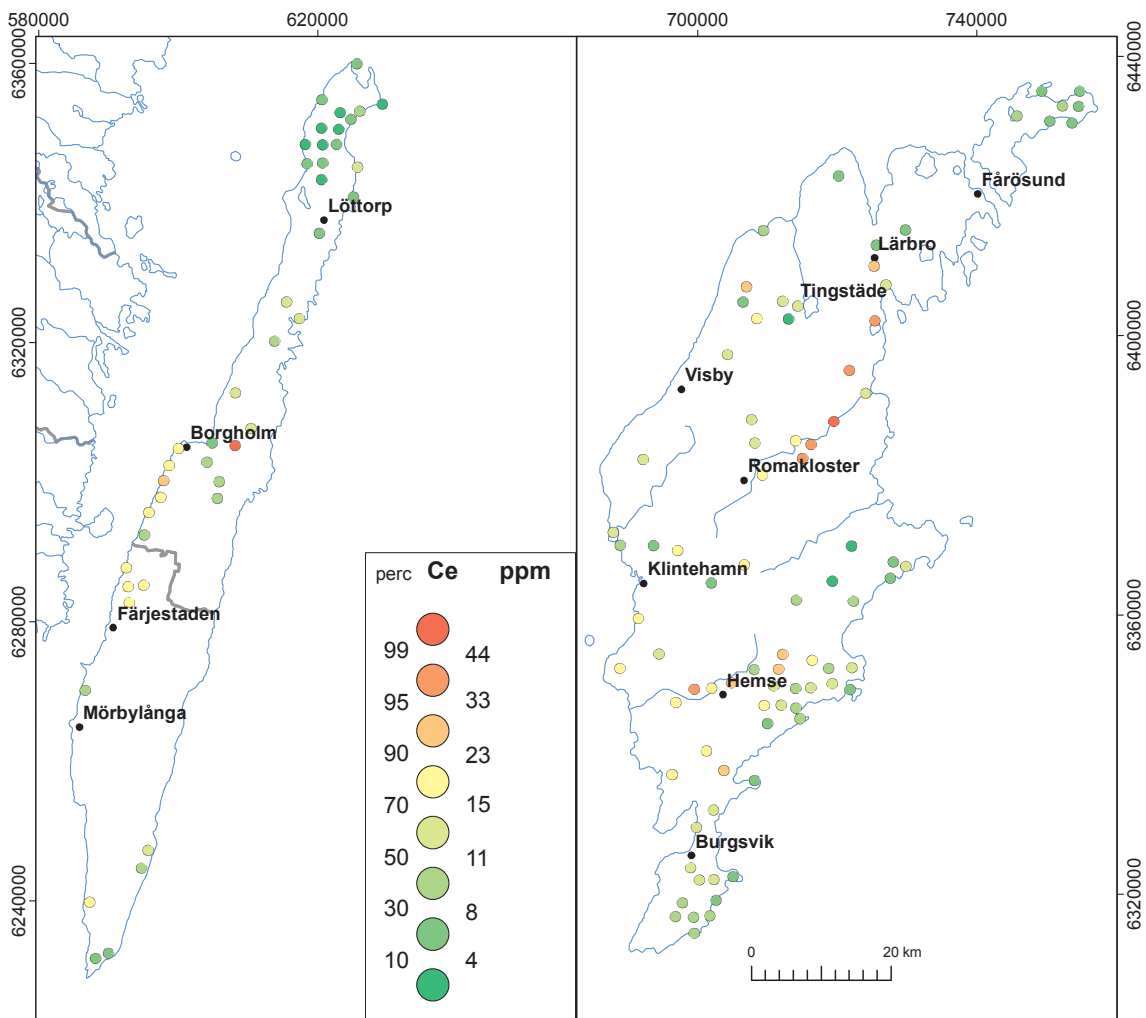 580000 620000 700000 740000
6360000
6320000
6280000
6240000
6440000
6400000
6360000
6320000
Löttorp
Borgholm
Färjestaden
Mörbylånga
Fårösund
Lärbro
Tingstäde
Visby
Romakloster
Klintehamn
Hemse
Burgsvik
perc Ce ppm
99 44
95 33
90 23
70 15
50 11
30 8
10 4
0 20 km